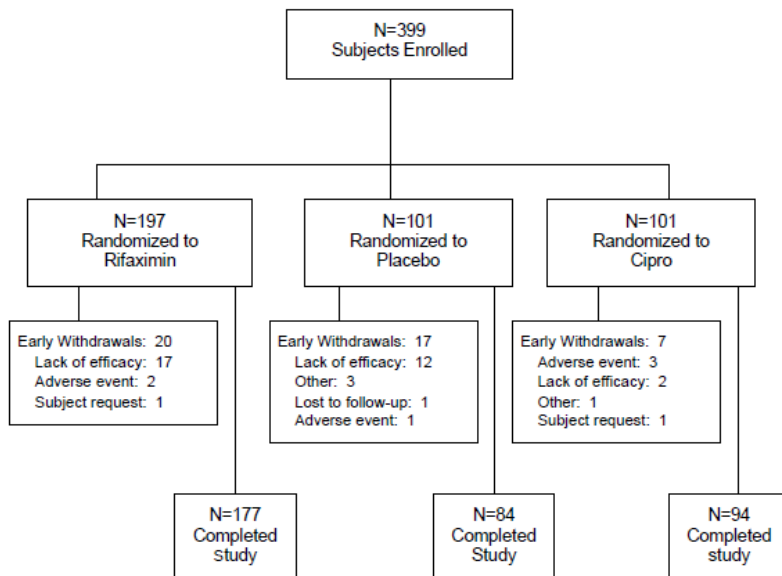 N=399
Subjects Enrolled
N=197
Randomized to
Rifaximin
N=101
Randomized to
Placebo
N=101
Randomized to
Cipro
Early Withdrawals: 20
Lack of efficacy: 17
Adverse event: 2
Subject request: 1
Early Withdrawals: 17
Lack of efficacy: 12
Other: 3
Lost to follow-up: 1
Adverse event: 1
Early Withdrawals: 7
Adverse event: 3
Lack of efficacy: 2
Other: 1
Subject request: 1
N=177
Completed
study
N=84
Completed
Study
N=94
Completed
study